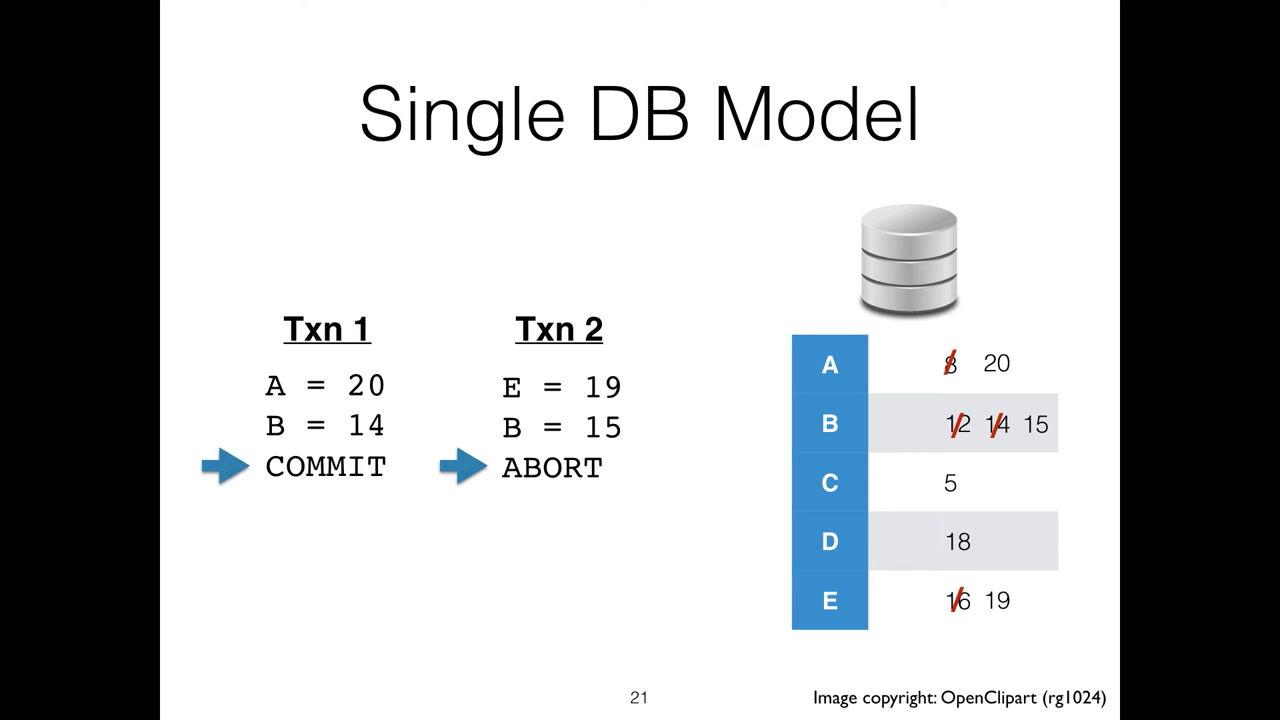 Single DB Model
Txn 1
A = 20
B = 14
COMMIT
Txn 2
E = 19
B = 15
ABORT
A 8 20
B 12 14 15
C 5
D 18
E 16 19
21
Image copyright: OpenClipart (rg1024)